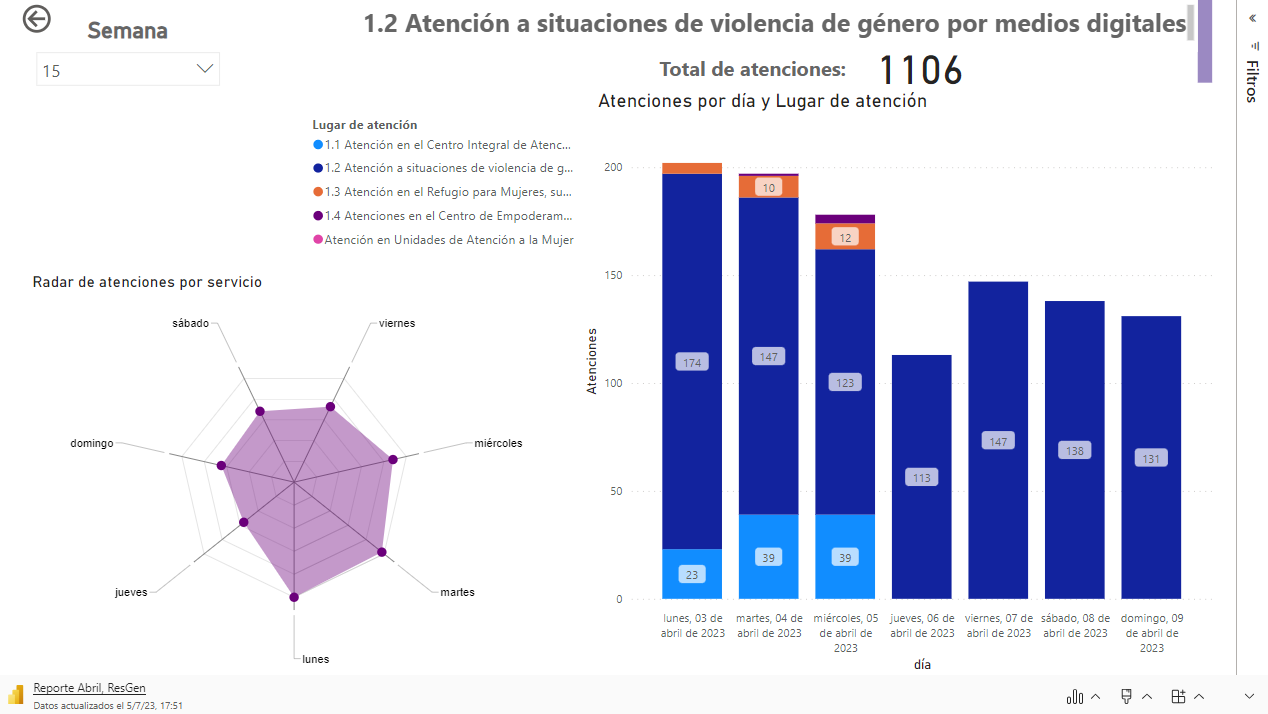 Semana
15
1.2 Atención a situaciones de violencia de género por medios digitales
Total de atenciones: 1106
Atenciones por día y Lugar de atención
Lugar de atención
1.1 Atención en el Centro Integral de Atenc...
1.2 Atención a situaciones de violencia de g...
1.3 Atención en el Refugio para Mujeres, su...
1.4 Atenciones en el Centro de Empoderam...
Atención en Unidades de Atención a la Mujer
Radar de atenciones por servicio
sábado
viernes
domingo
miércoles
jueves
martes
lunes
Atenciones
200
150
100
50
0
174
23
10
147
39
12
123
39
113
147
138
131
lunes, 03 de
abril de 2023
martes, 04 de
abril de 2023
miércoles, 05
de abril de
2023
jueves, 06 de
abril de 2023
viernes, 07 de
abril de 2023
sábado, 08 de
abril de 2023
domingo, 09
de abril de
2023
día
Filtros
Reporte Abril, ResGen
Datos actualizados el 5/7/23, 17:51